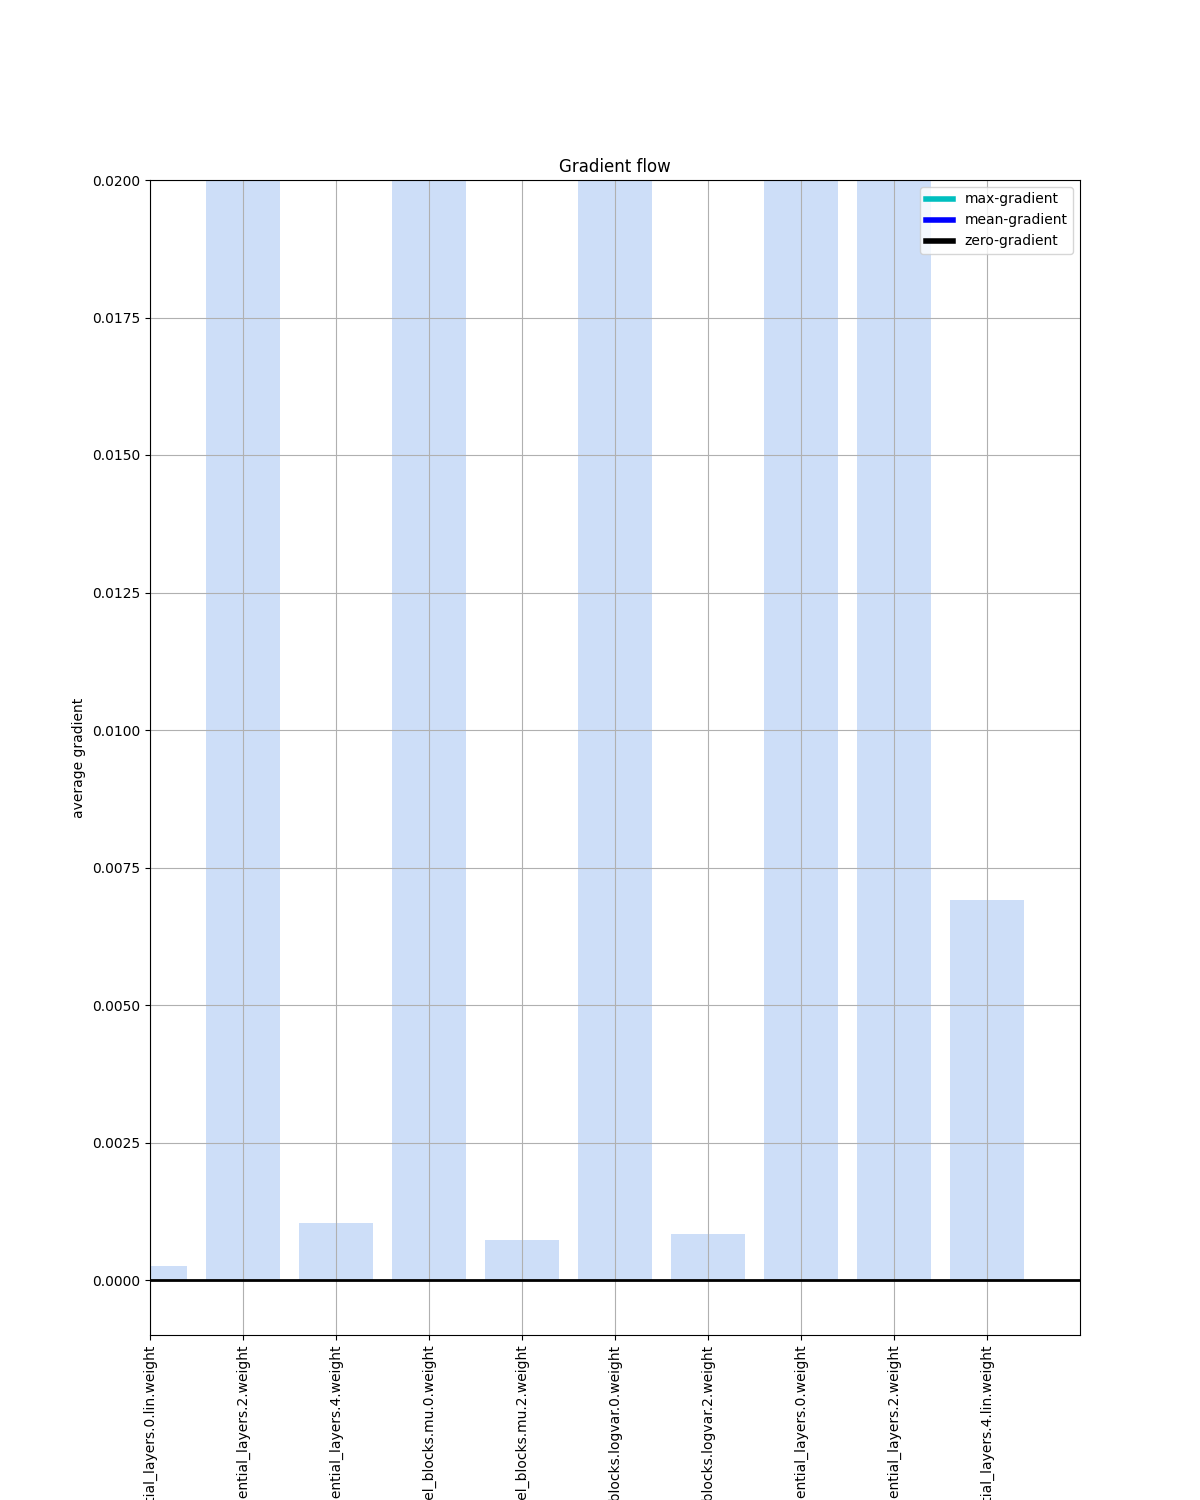 Gradient flow
max-gradient
mean-gradient
zero-gradient
0.0200
0.0175
0.0150
0.0125
0.0100
0.0075
0.0050
0.0025
0.0000
average gradient
tial_layers.0.lin.weight
ential_layers.2.weight
ential_layers.4.weight
el_blocks.mu.0.weight
el_blocks.mu.2.weight
blocks.logvar.0.weight
blocks.logvar.2.weight
ential_layers.0.weight
ential_layers.2.weight
tial_layers.4.lin.weight